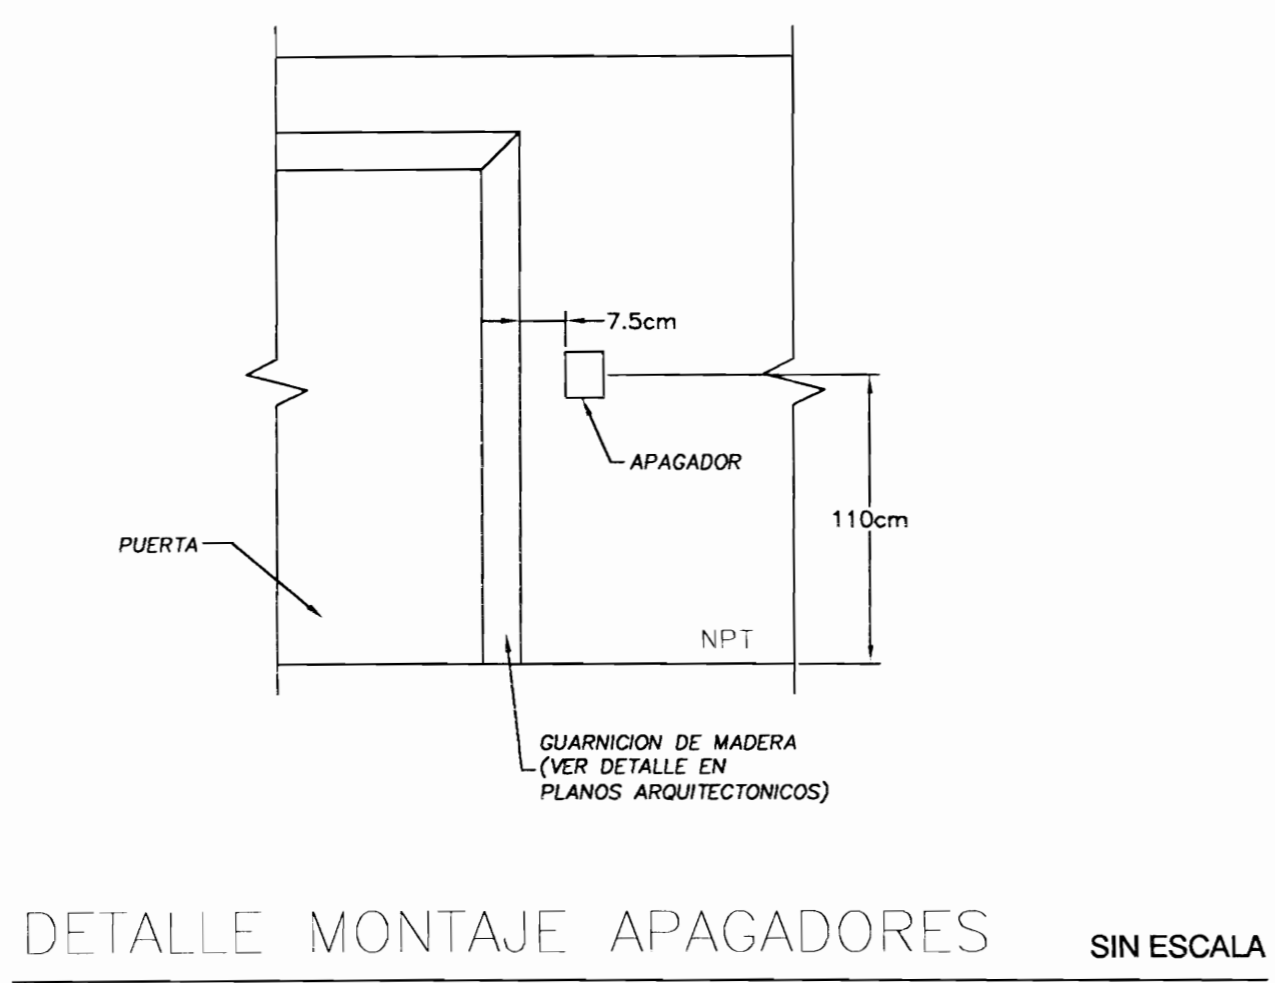 7.5cm
APAGADOR
110cm
PUERTA
NPT
GUARNICION DE MADERA
(VER DETALLE EN
PLANOS ARQUITECTONICOS)
DETALLE MONTAJE APAGADORES
SIN ESCALA